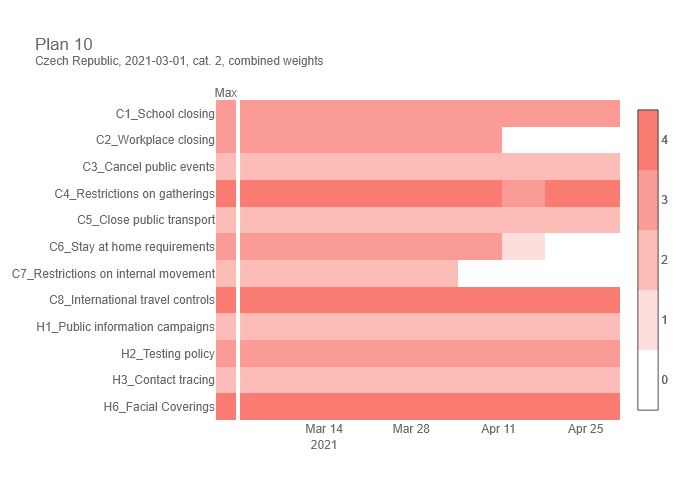 Plan 10
Czech Republic, 2021-03-01, cat. 2, combined weights
Max
C1_School closing
C2_Workplace closing
C3_Cancel public events
C4_Restrictions on gatherings
C5_Close public transport
C6_Stay at home requirements
C7_Restrictions on internal movement
C8_International travel controls
H1_Public information campaigns
H2_Testing policy
H3_Contact tracing
H6_Facial Coverings
Mar 14 Mar 28 Apr 11 Apr 25
2021
4
3
2
1
0